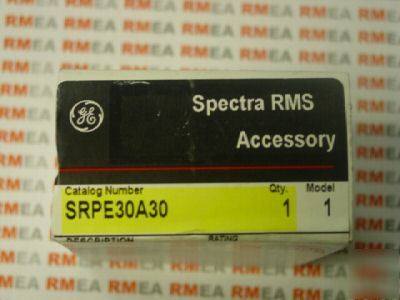 GE
Spectra RMS
Accessory
Catalog Number Qty. Model
SRPE30A30 1 1
DESCRIPTION RATING